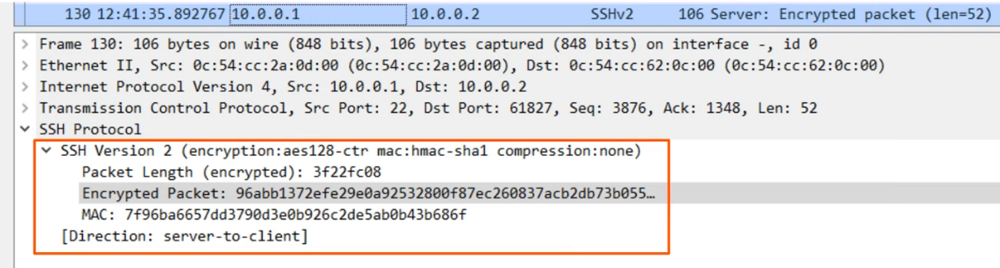 130 12:41:35.892767 10.0.0.1 10.0.0.2 SSHv2 106 Server: Encrypted packet (len=52)
> Frame 130: 106 bytes on wire (848 bits), 106 bytes captured (848 bits) on interface -, id 0
> Ethernet II, Src: 0c:54:cc:2a:0d:00 (0c:54:cc:2a:0d:00), Dst: 0c:54:cc:62:0c:00 (0c:54:cc:62:0c:00)
> Internet Protocol Version 4, Src: 10.0.0.1, Dst: 10.0.0.2
> Transmission Control Protocol, Src Port: 22, Dst Port: 61827, Seq: 3876, Ack: 1348, Len: 52
SSH Protocol
SSH Version 2 (encryption:aes128-ctr mac:hmac-sha1 compression:none)
Packet Length (encrypted): 3f22fc08
Encrypted Packet: 96abb1372efe29e0a92532800f87ec260837acb2db73b055…
MAC: 7f96ba6657dd3790d3e0b926c2de5ab0b43b686f
[Direction: server-to-client]